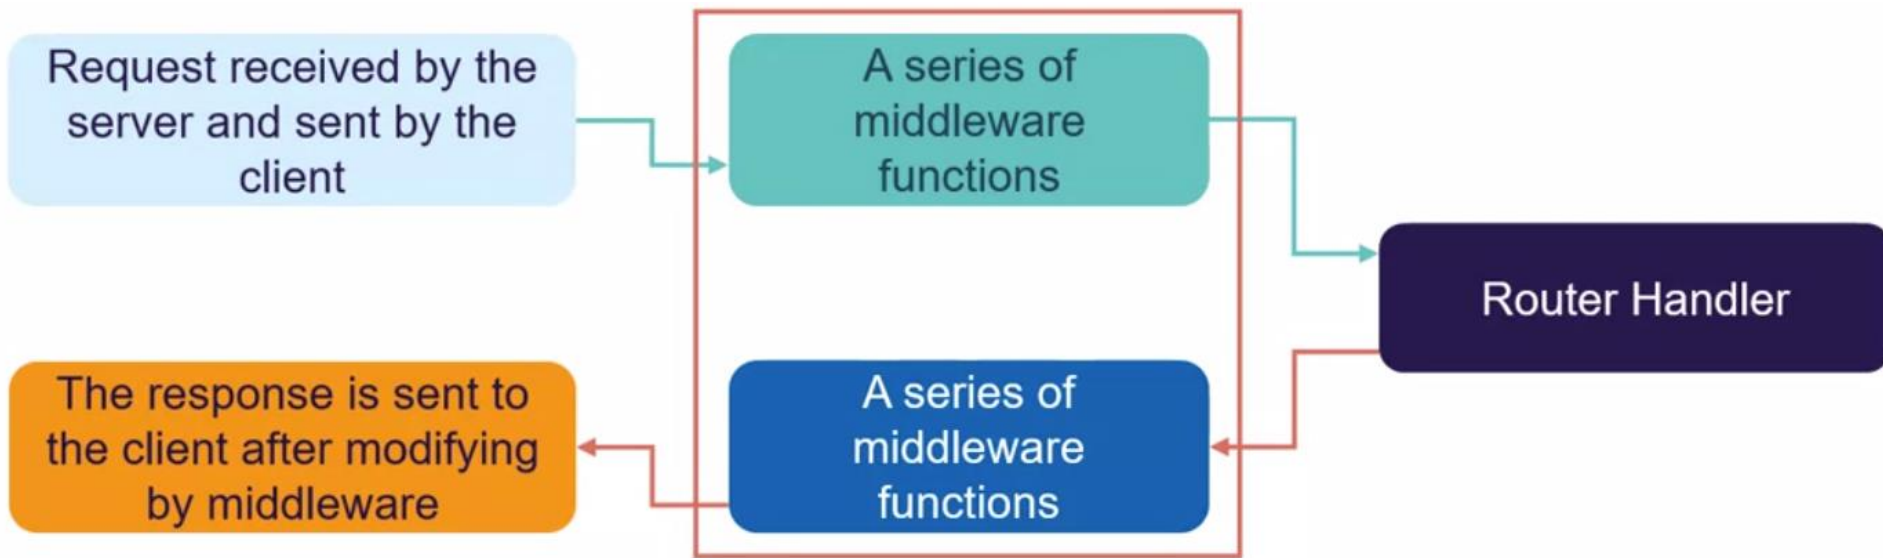 Request received by the
server and sent by the
client
A series of
middleware
functions
Router Handler
The response is sent to
the client after modifying
by middleware
A series of
middleware
functions